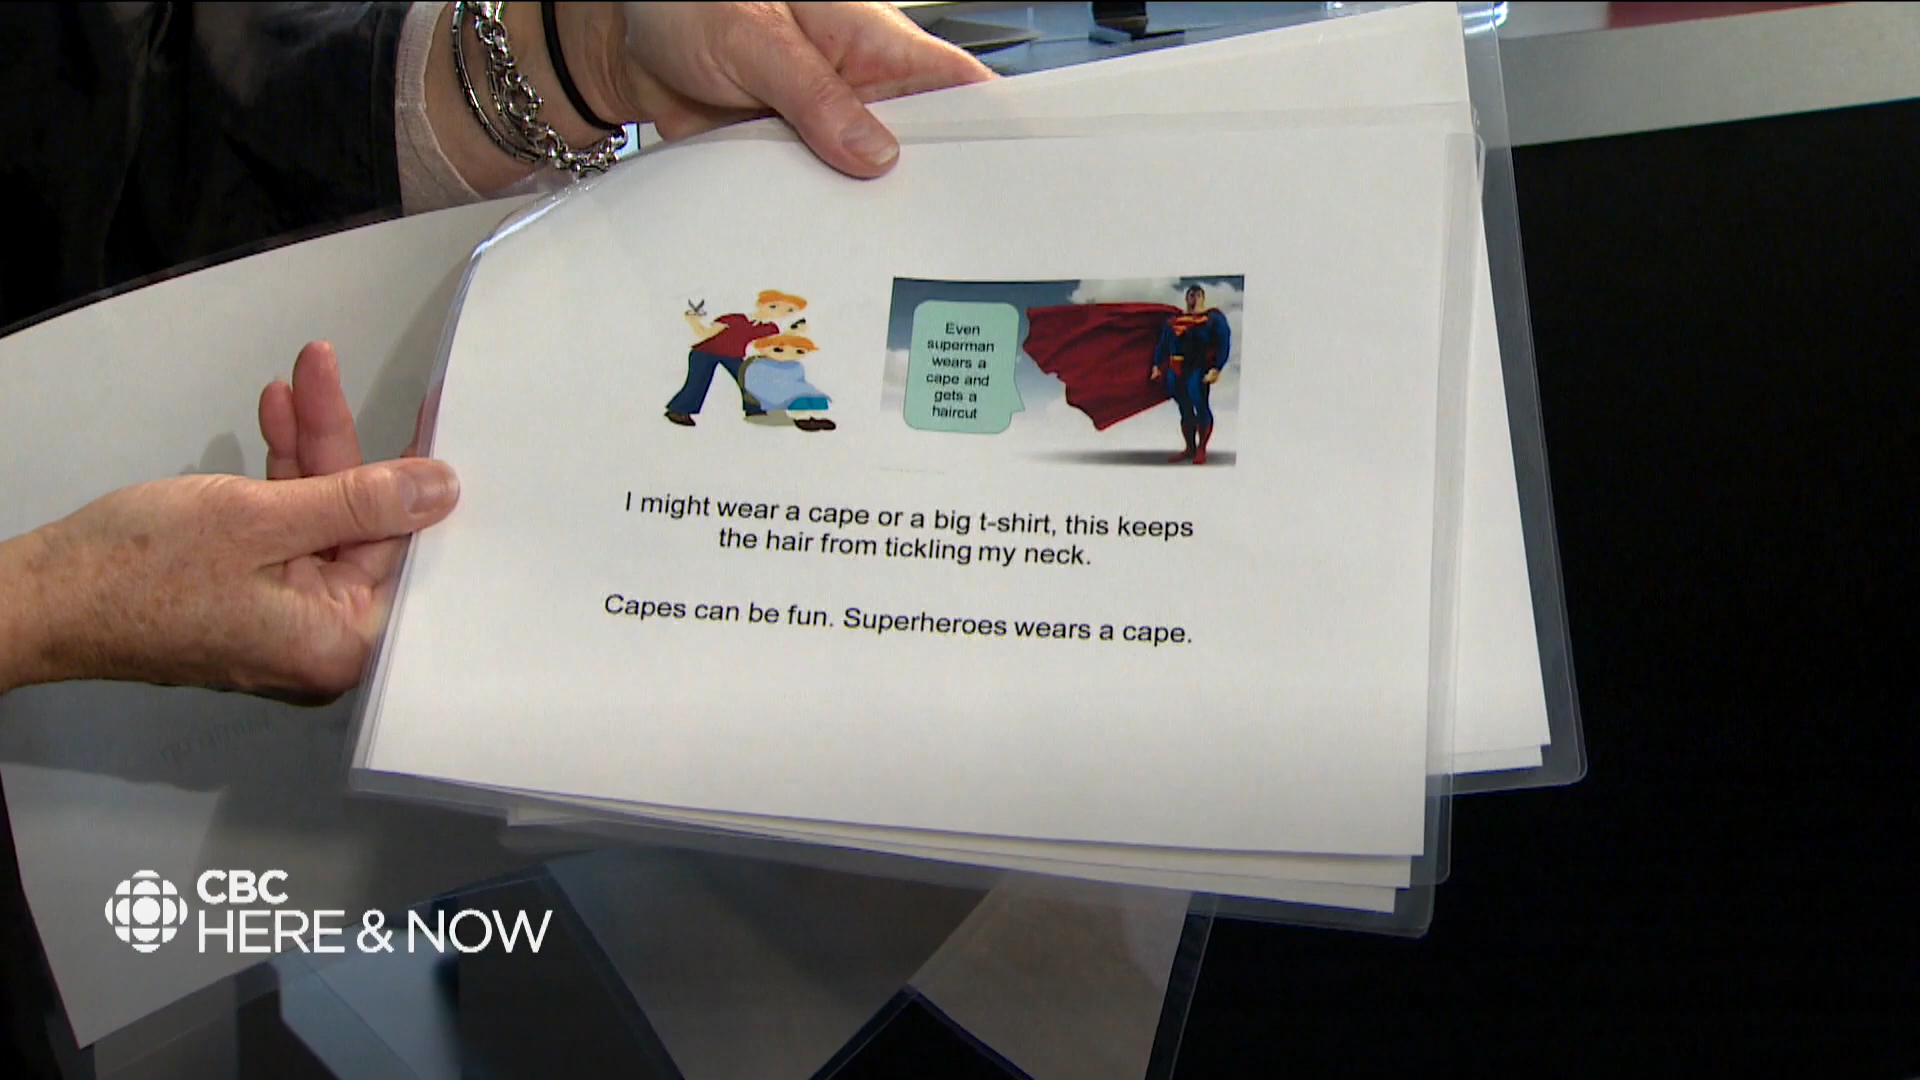 Even
superman
wears a
cape and
gets a
haircut
I might wear a cape or a big t-shirt, this keeps
the hair from tickling my neck.
Capes can be fun. Superheroes wears a cape.
CBC
HERE & NOW